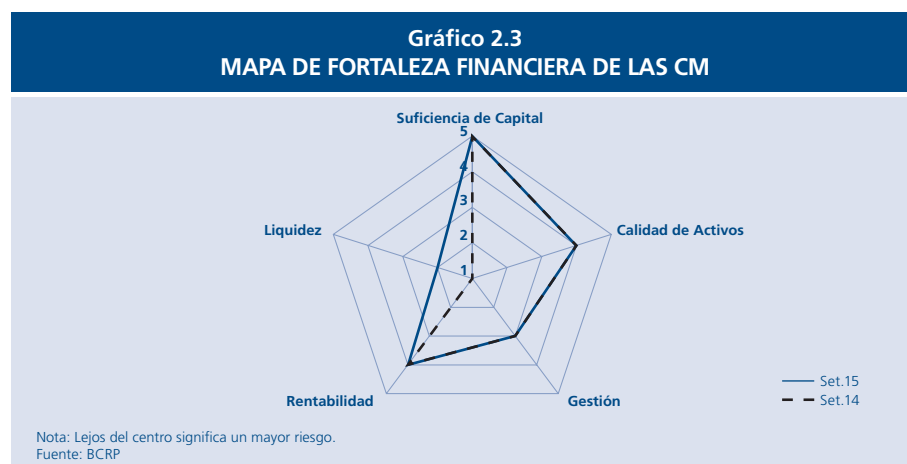 Gráfico 2.3
MAPA DE FORTALEZA FINANCIERA DE LAS CM
Suficiencia de Capital
5
4
3
2
1
Liquidez
Calidad de Activos
Rentabilidad
Gestión
Set.15
Set.14
Nota: Lejos del centro significa un mayor riesgo.
Fuente: BCRP